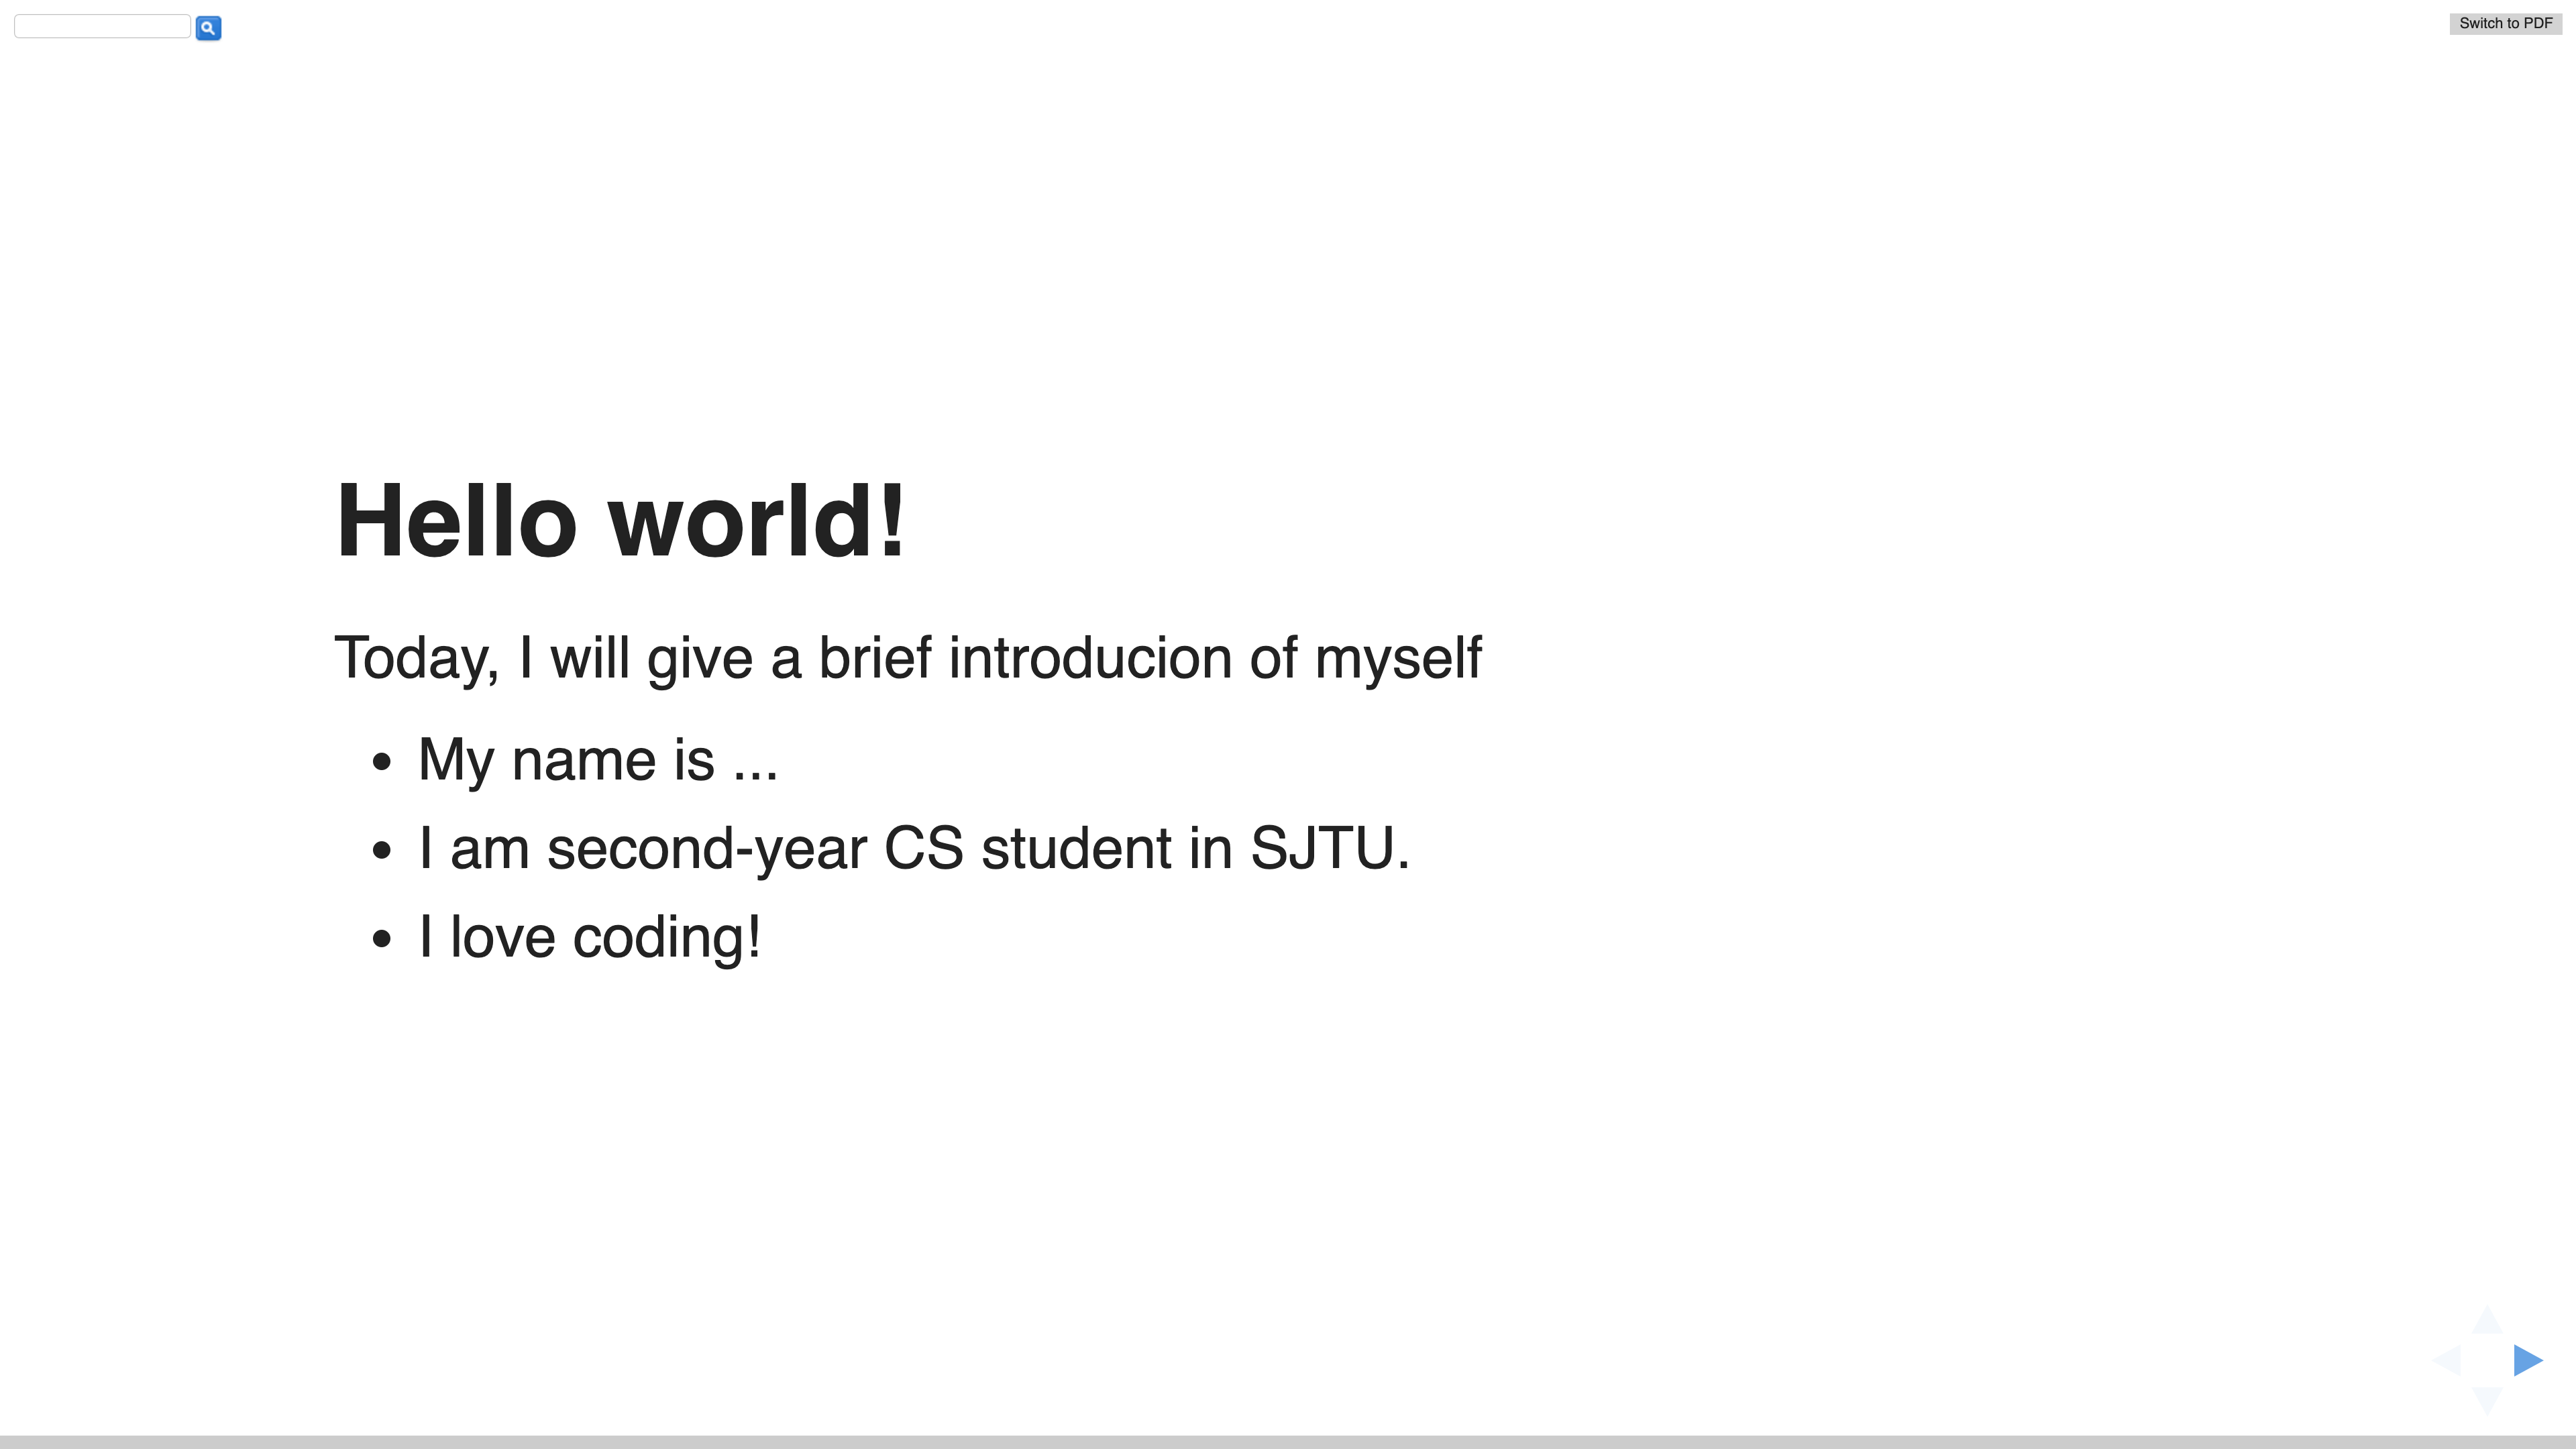 Switch to PDF
Hello world!
Today, I will give a brief introducion of myself
• My name is ...
• I am second-year CS student in SJTU.
• I love coding!